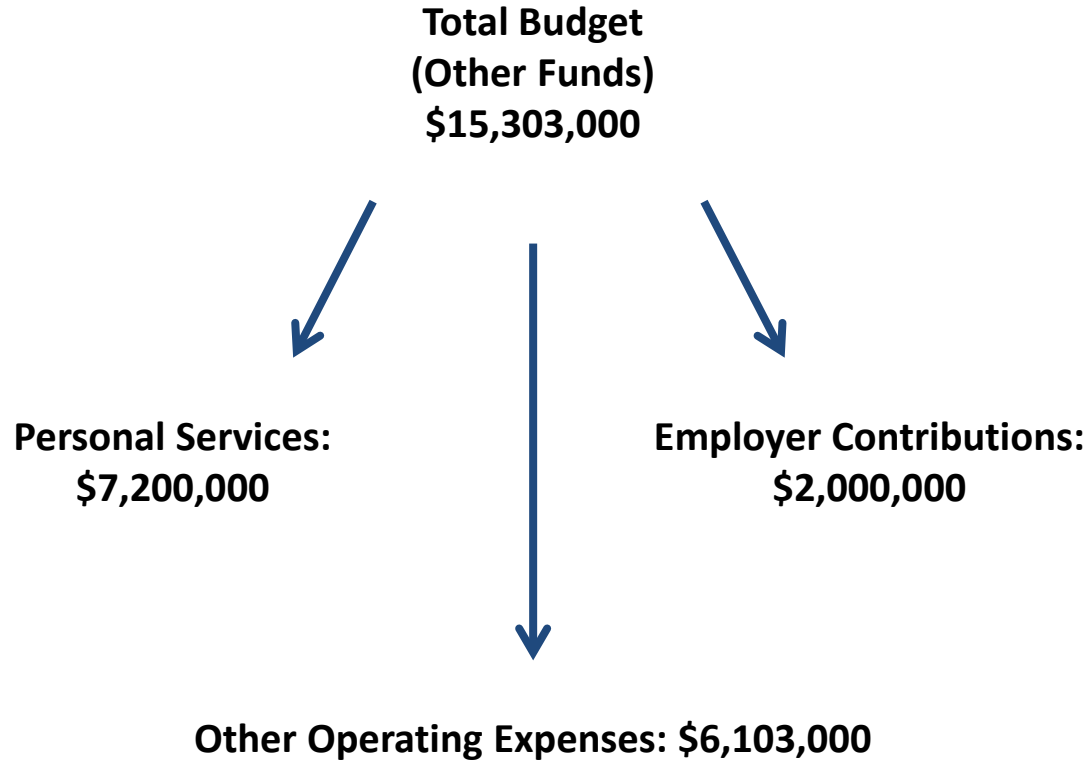 Total Budget
(Other Funds)
$15,303,000
Personal Services:
$7,200,000
Employer Contributions:
$2,000,000
Other Operating Expenses: $6,103,000